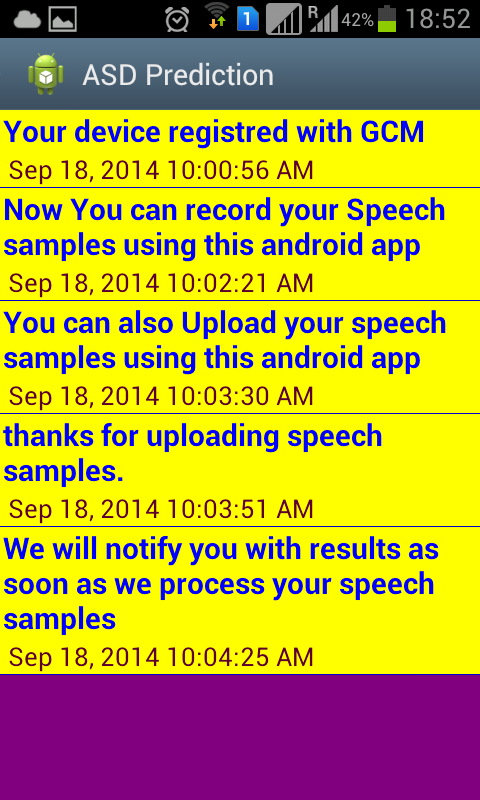 1 R 42% 18:52
ASD Prediction
Your device registred with GCM
Sep 18, 2014 10:00:56 AM
Now You can record your Speech
samples using this android app
Sep 18, 2014 10:02:21 AM
You can also Upload your speech
samples using this android app
Sep 18, 2014 10:03:30 AM
thanks for uploading speech
samples.
Sep 18, 2014 10:03:51 AM
We will notify you with results as
soon as we process your speech
samples
Sep 18, 2014 10:04:25 AM